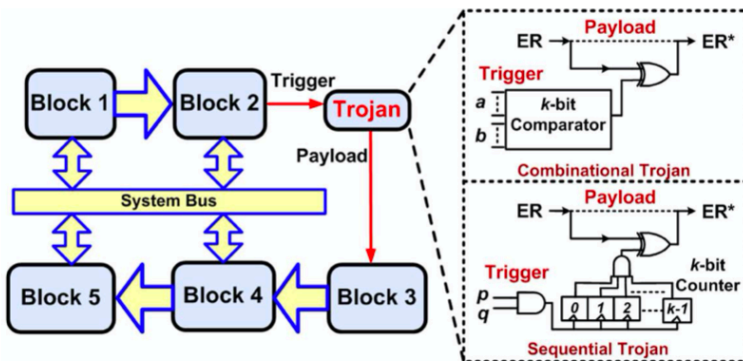 Block 1
Block 2
Trigger
Trojan
Payload
System Bus
Block 5
Block 4
Block 3
Payload
ER
ER*
Trigger
a
b
k-bit
Comparator
Combinational Trojan
Payload
ER
ER*
Trigger
k-bit
Counter
p
q
0
1
2
k-1
Sequential Trojan